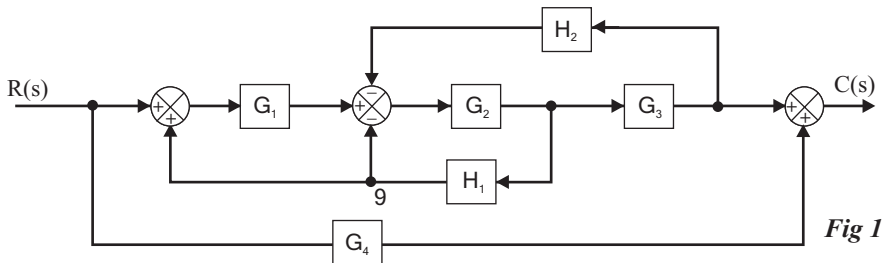 H₂
R(s)
C(s)
+ + G₁ + − − G₂ G₃ + +
H₁
9
G₄
Fig 1